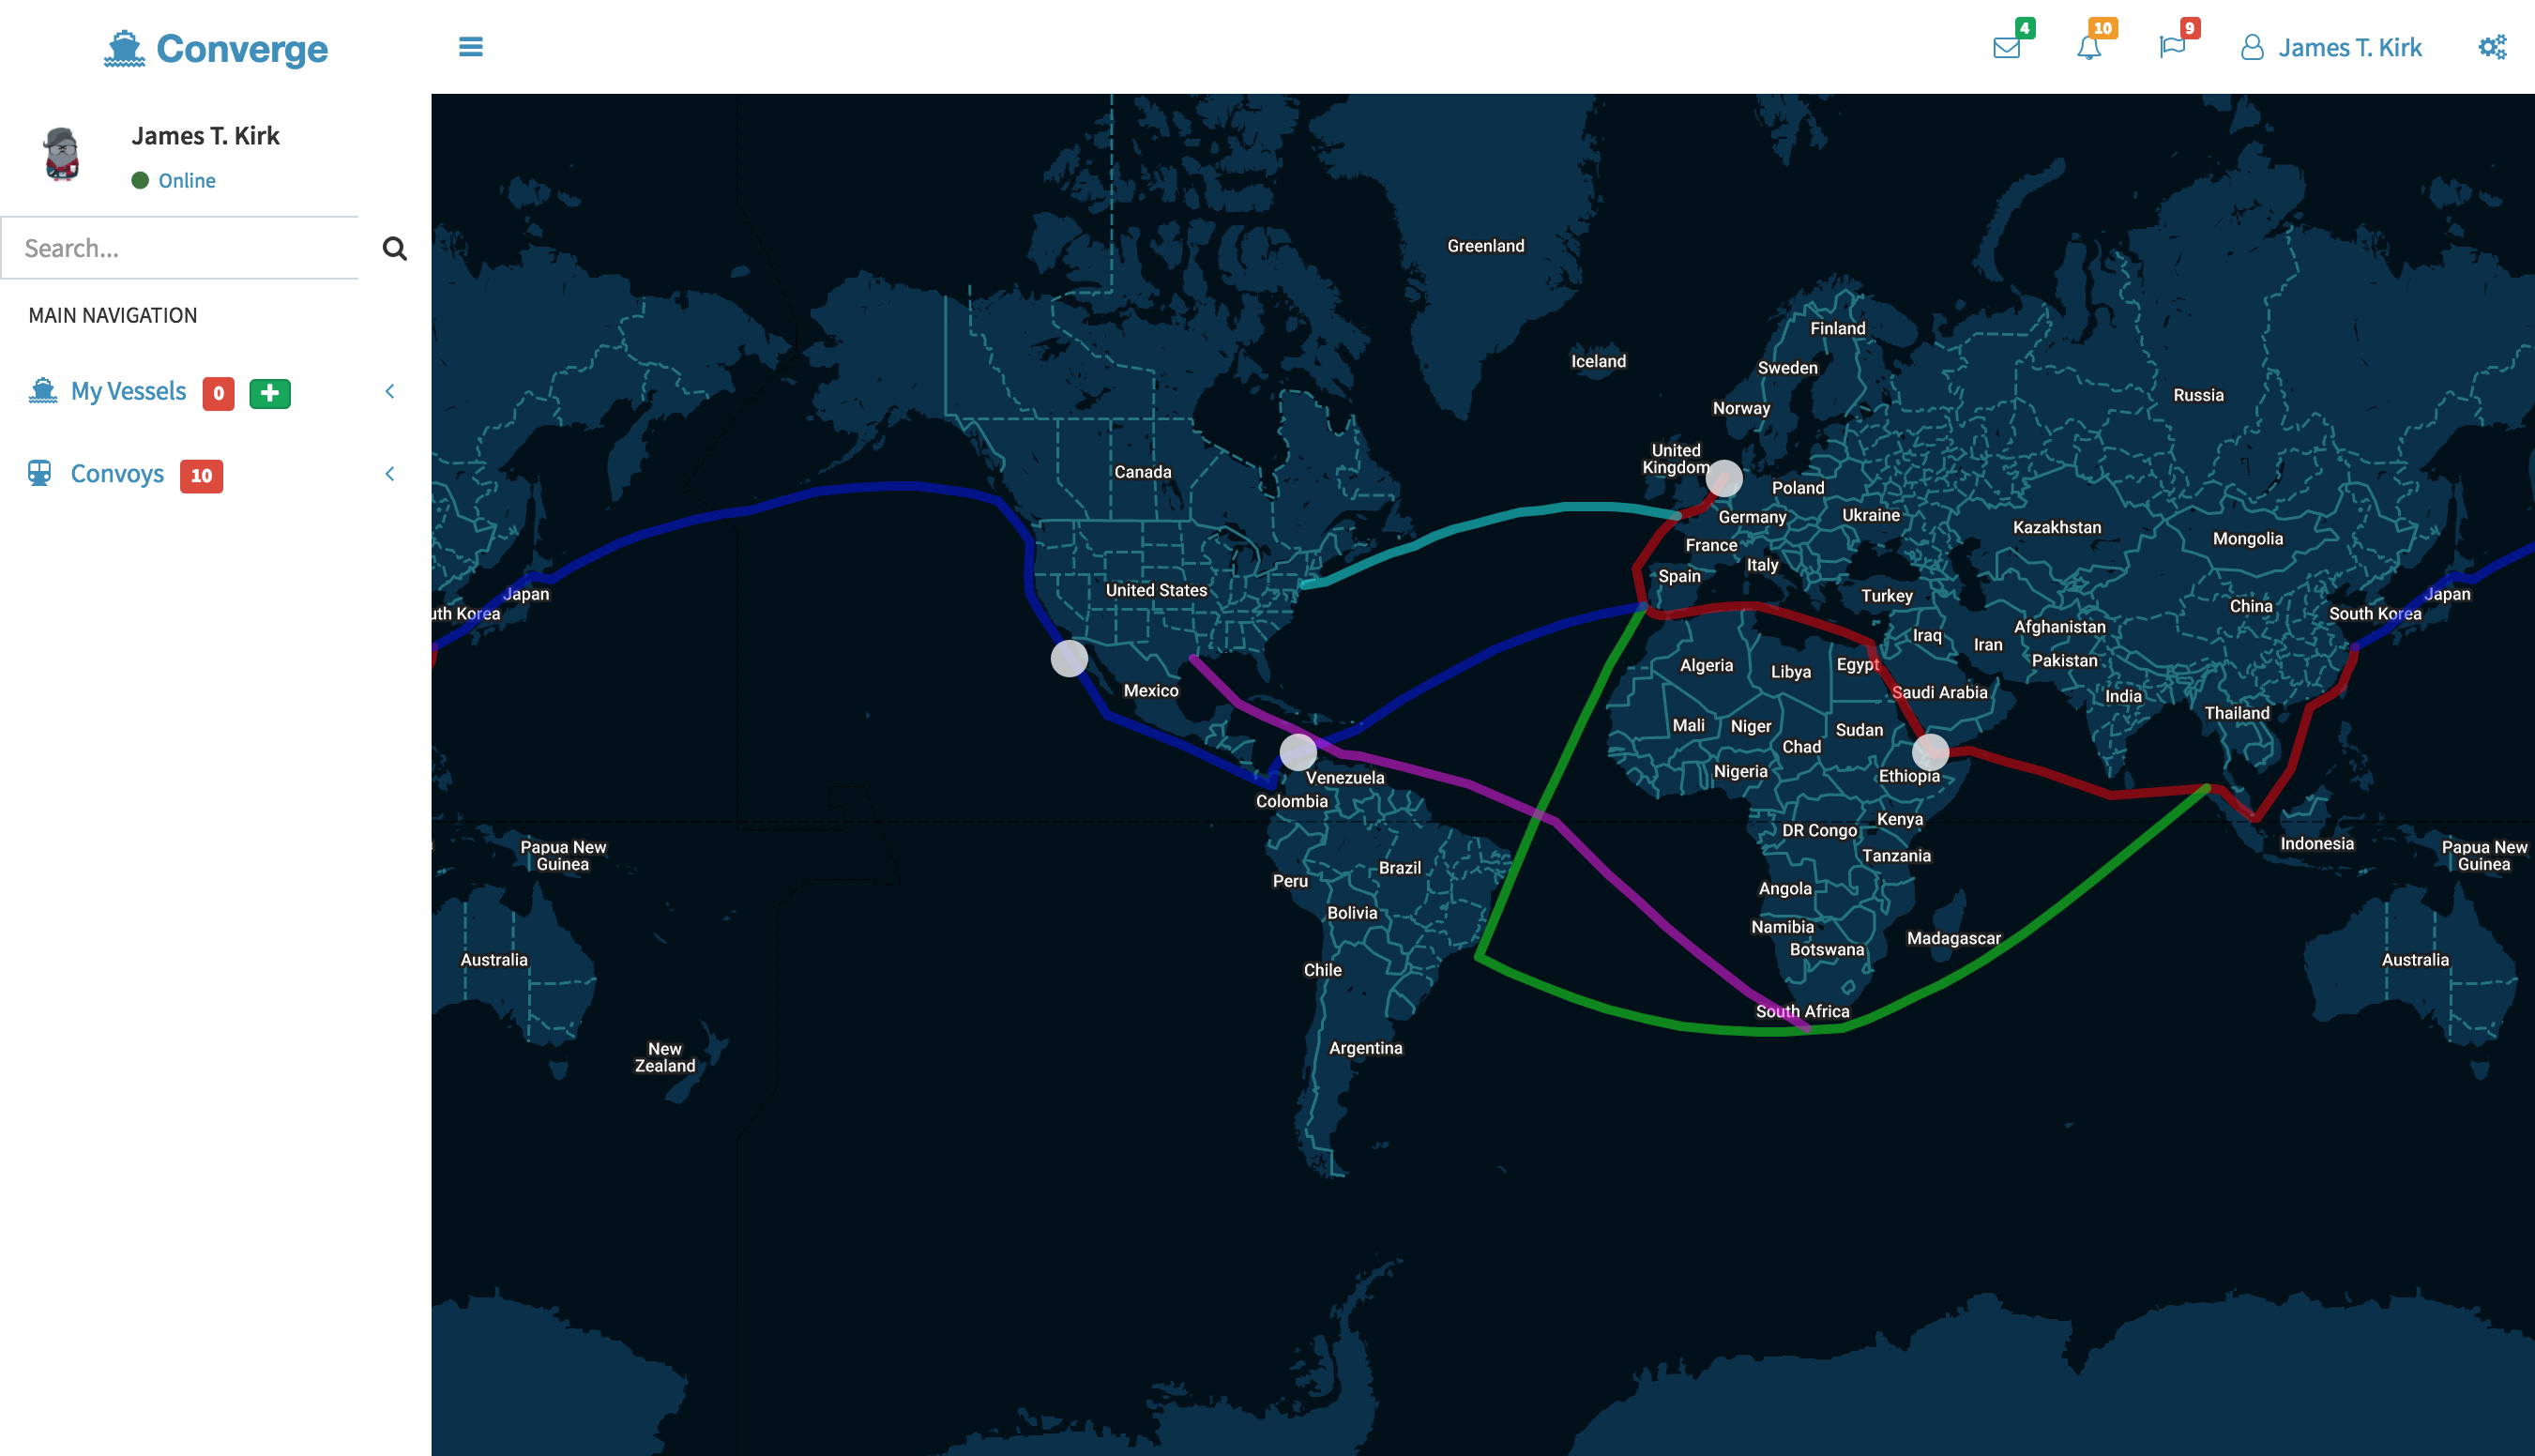 Converge
4
10
9
James T. Kirk
James T. Kirk
Online
Search...
MAIN NAVIGATION
My Vessels 0
Convoys 10
Greenland
Finland
Iceland
Sweden
Russia
Norway
United
Kingdom
Canada
Poland
Germany
Ukraine
Kazakhstan
Mongolia
France
Italy
Spain
United States
Japan
uth Korea
Turkey
China
Japan
South Korea
Afghanistan
Iraq
Iran
Pakistan
Algeria
Libya
Egypt
Mexico
Saudi Arabia
India
Thailand
Mali
Niger
Sudan
Chad
Nigeria
Ethiopia
Venezuela
Colombia
Kenya
DR Congo
Indonesia
Papua New
Guinea
Papua New
Guinea
Tanzania
Brazil
Peru
Angola
Bolivia
Namibia
Madagascar
Botswana
Australia
Australia
Chile
South Africa
New
Zealand
Argentina